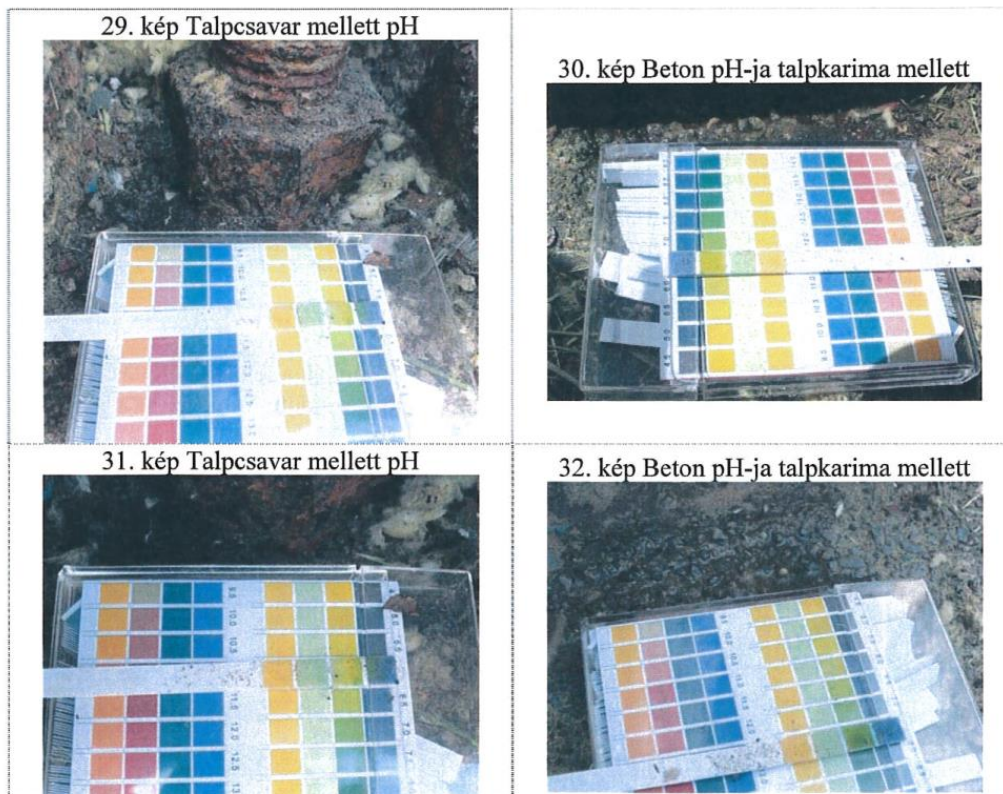 29. kép Talpcsavar mellett pH
30. kép Beton pH-ja talpkarima mellett
31. kép Talpcsavar mellett pH
32. kép Beton pH-ja talpkarima mellett